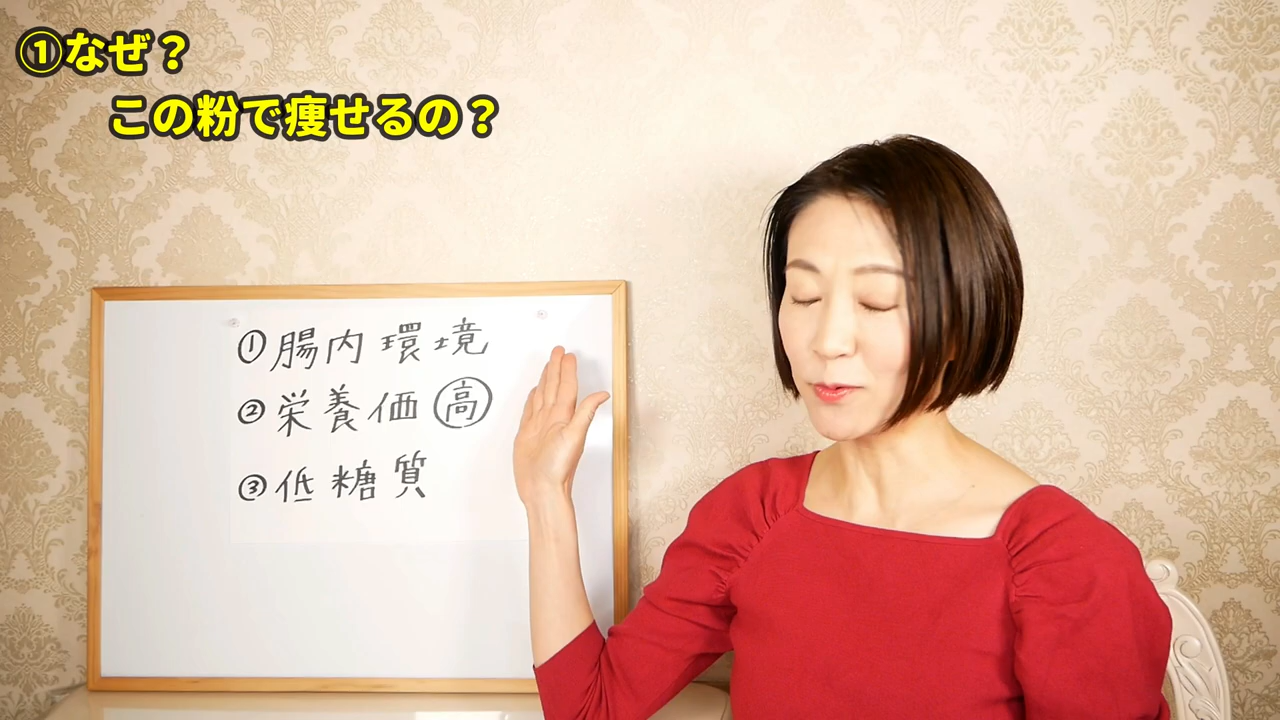 ①なぜ？
この粉で痩せるの？
①腸内環境
②栄養価高
③低糖質